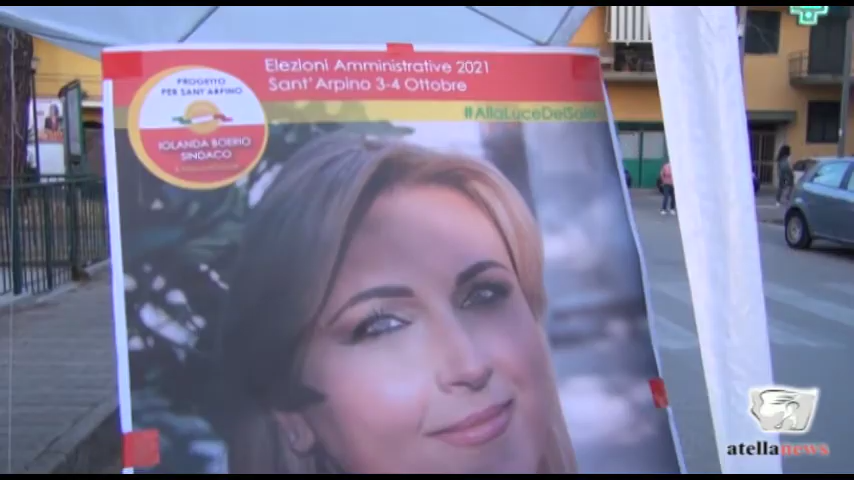 Elezioni Amministrative 2021
Sant'Arpino 3-4 Ottobre
#AllaLuceDelSole
PROGETTO
PER SANT'ARPINO
IOLANDA BOERIO
SINDACO
atellanews